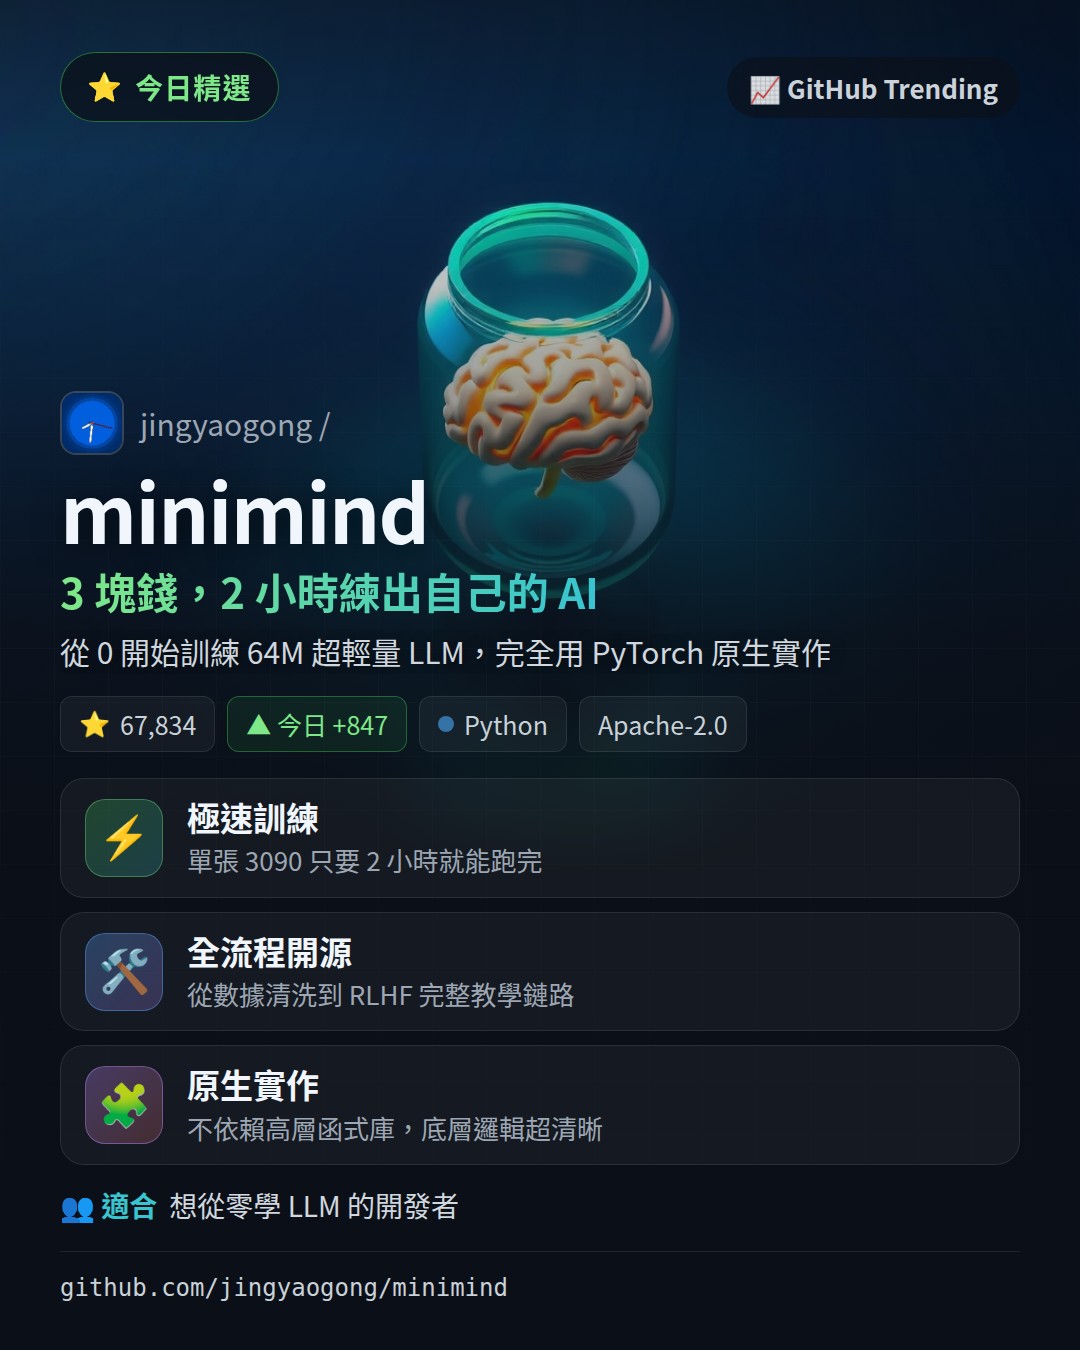 ⭐ 今日精選
📈 GitHub Trending
jingyaogong /
minimind
3 塊錢，2 小時練出自己的 AI
從 0 開始訓練 64M 超輕量 LLM，完全用 PyTorch 原生實作
⭐ 67,834
▲ 今日 +847
Python
Apache-2.0
極速訓練
單張 3090 只要 2 小時就能跑完
全流程開源
從數據清洗到 RLHF 完整教學鏈路
原生實作
不依賴高層函式庫，底層邏輯超清晰
👥 適合 想從零學 LLM 的開發者
github.com/jingyaogong/minimind